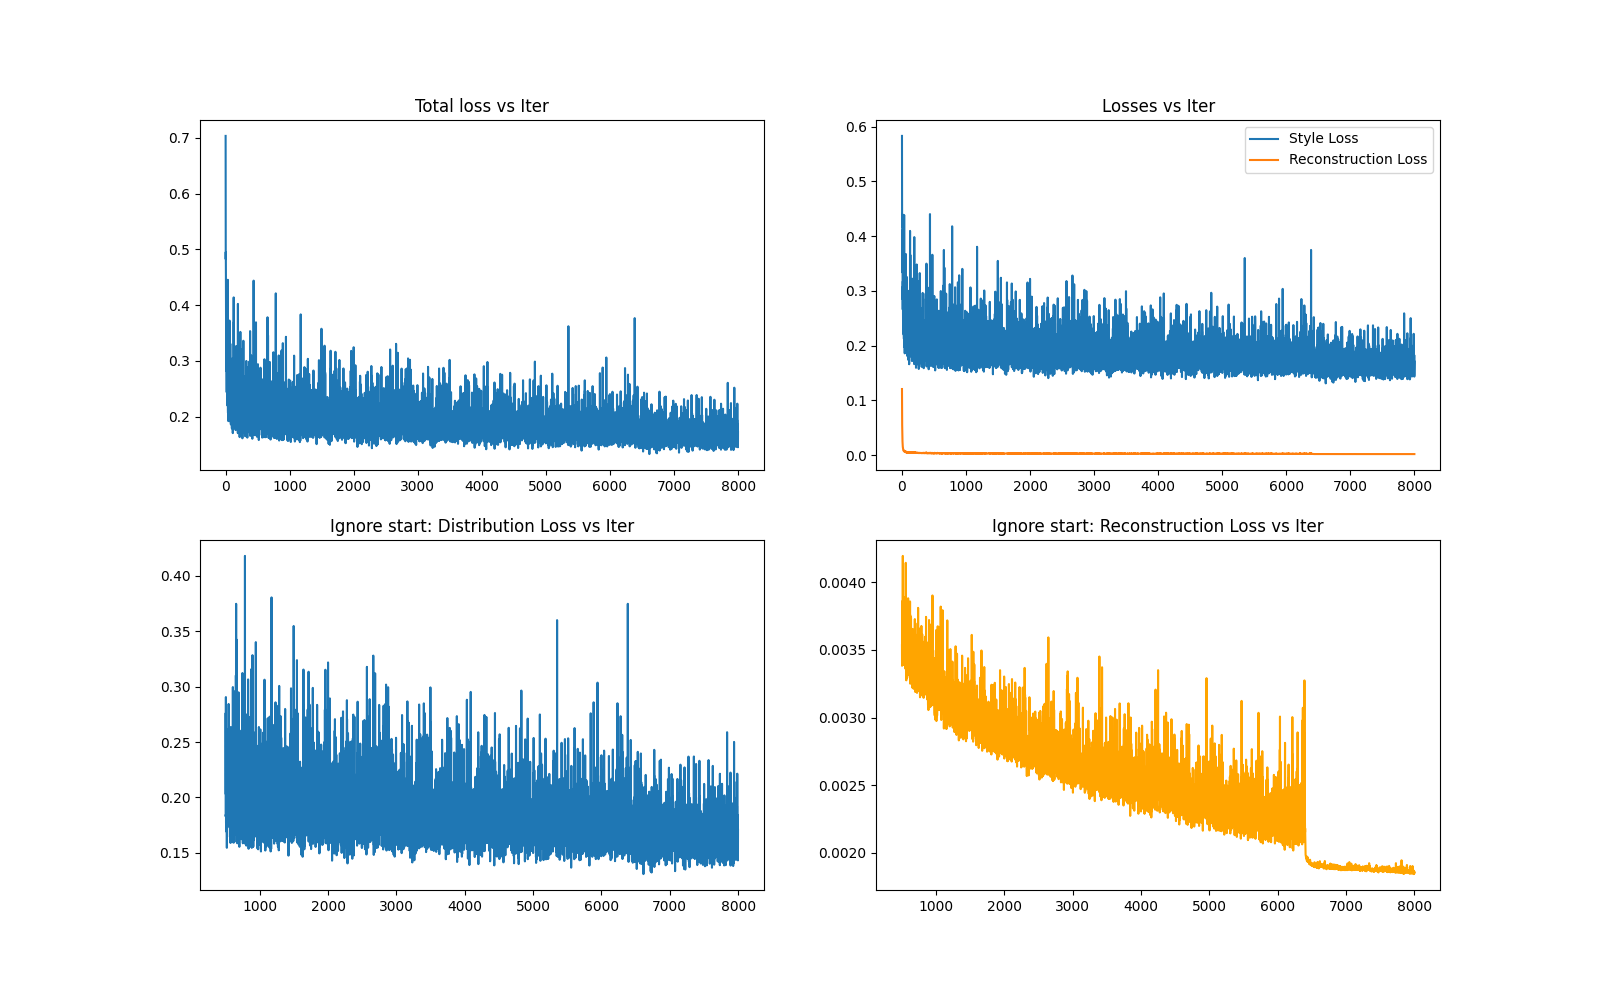 Total loss vs Iter
0.7
0.6
0.5
0.4
0.3
0.2
0 1000 2000 3000 4000 5000 6000 7000 8000
Losses vs Iter
Style Loss
Reconstruction Loss
0.6
0.5
0.4
0.3
0.2
0.1
0.0
0 1000 2000 3000 4000 5000 6000 7000 8000
Ignore start: Distribution Loss vs Iter
0.40
0.35
0.30
0.25
0.20
0.15
1000 2000 3000 4000 5000 6000 7000 8000
Ignore start: Reconstruction Loss vs Iter
0.0040
0.0035
0.0030
0.0025
0.0020
1000 2000 3000 4000 5000 6000 7000 8000